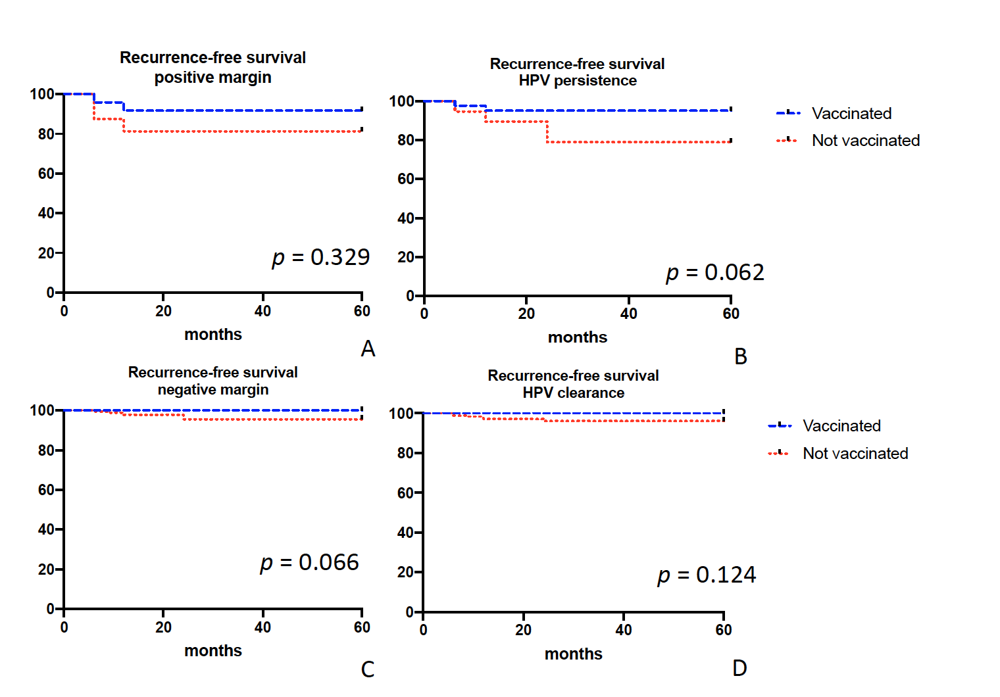 Recurrence-free survival
positive margin
100
80
60
40
20
0
0 20 40 60
months
p = 0.329
A
Recurrence-free survival
HPV persistence
100
80
60
40
20
0
0 20 40 60
months
p = 0.062
B
Vaccinated
Not vaccinated
Recurrence-free survival
negative margin
100
80
60
40
20
0
0 20 40 60
months
p = 0.066
C
Recurrence-free survival
HPV clearance
100
80
60
40
20
0
0 20 40 60
months
p = 0.124
D
Vaccinated
Not vaccinated